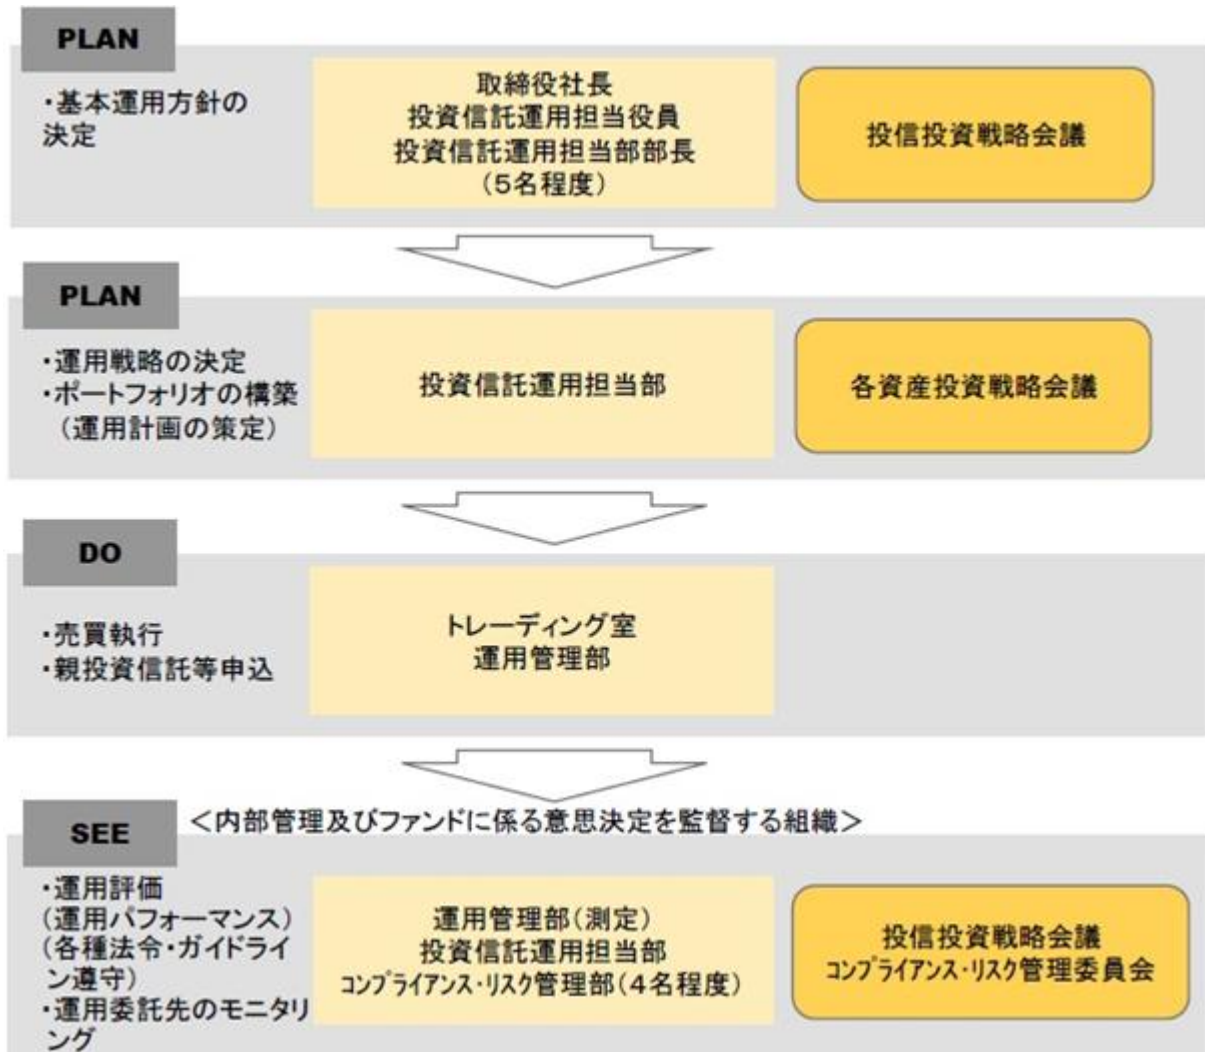 PLAN
・基本運用方針の
決定
取締役社長
投資信託運用担当役員
投資信託運用担当部部長
(5名程度)
投信投資戦略会議
PLAN
・運用戦略の決定
・ポートフォリオの構築
(運用計画の策定)
投資信託運用担当部
各資産投資戦略会議
DO
・売買執行
・親投資信託等申込
トレーディング室
運用管理部
SEE
＜内部管理及びファンドに係る意思決定を監督する組織＞
・運用評価
(運用パフォーマンス)
(各種法令・ガイドライ
ン遵守)
・運用委託先のモニタリ
ング
運用管理部(測定)
投資信託運用担当部
コンプライアンス・リスク管理部(4名程度)
投信投資戦略会議
コンプライアンス・リスク管理委員会